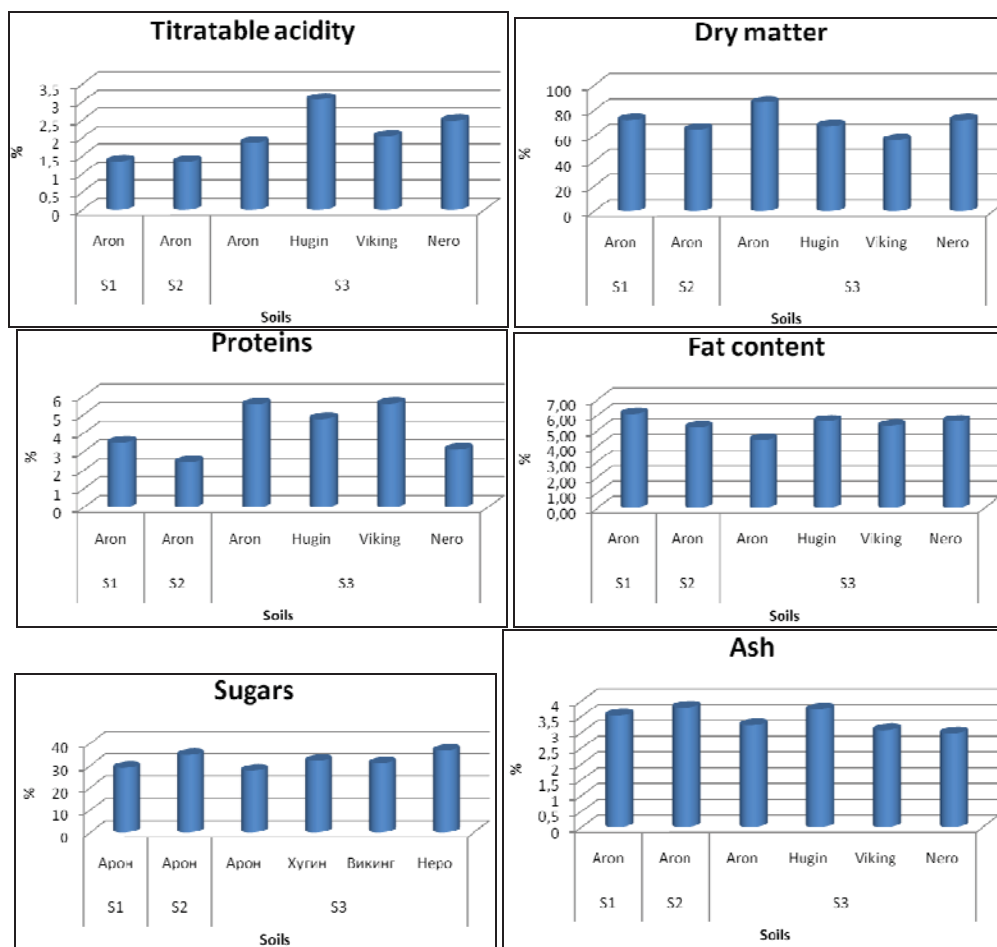 Titratable acidity
3,5
3
2,5
2
1,5
1
0,5
0
%
Aron Aron Aron Hugin Viking Nero
S1 S2 S3
Soils
Dry matter
100
80
60
40
20
0
%
Aron Aron Aron Hugin Viking Nero
S1 S2 S3
Soils
Proteins
6
5
4
3
2
1
0
%
Aron Aron Aron Hugin Viking Nero
S1 S2 S3
Soils
Fat content
7,00
6,00
5,00
4,00
3,00
2,00
1,00
0,00
%
Aron Aron Aron Hugin Viking Nero
S1 S2 S3
Soils
Sugars
40
30
20
10
0
%
Арон Арон Арон Хугин Викинг Неро
S1 S2 S3
Soils
Ash
4
3,5
3
2,5
2
1,5
1
0,5
0
%
Aron Aron Aron Hugin Viking Nero
S1 S2 S3
Soils